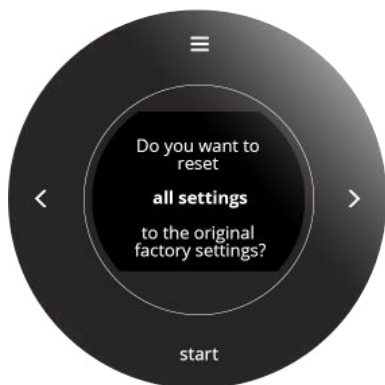 Do you want to
reset
all settings
to the original
factory settings?
start